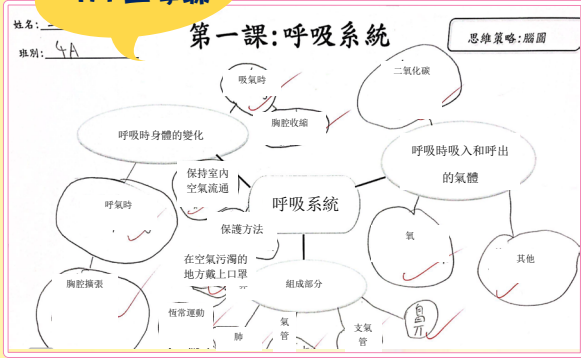 姓名:
班別: 4A
第一課:呼吸系統
思維策略:腦圖
吸氣時
胸腔收縮
二氧化碳
呼吸時身體的變化
呼吸時吸入和呼出
的氣體
保持室內
空氣流通
呼氣時
呼吸系統
保護方法
氧
其他
在空氣污濁的
地方戴上口罩
胸腔擴張
組成部分
恆常運動
肺
氣
管
支氣
管
鼻